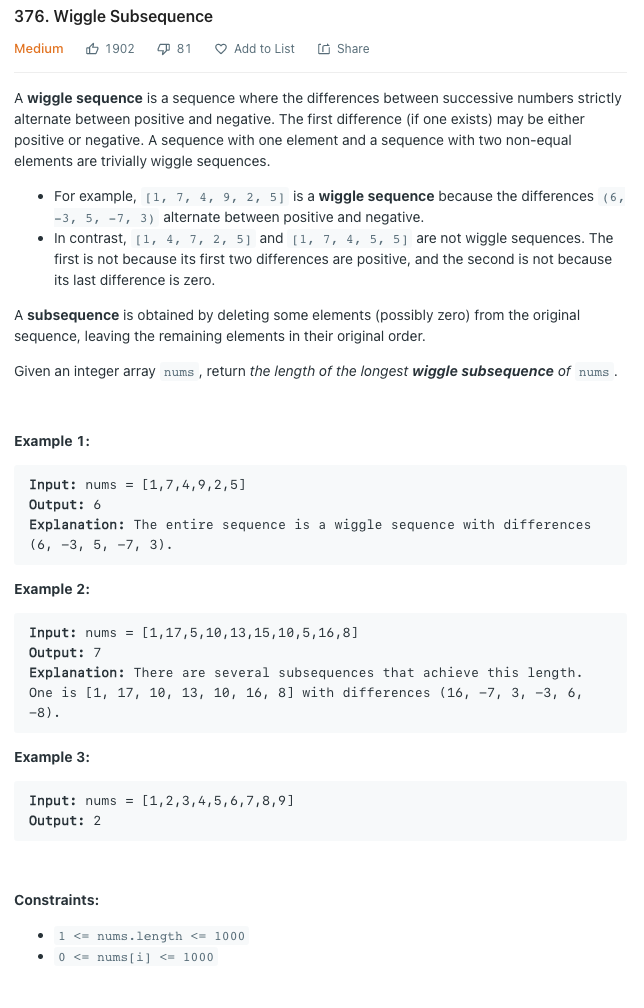 376. Wiggle Subsequence
Medium 1902 81 Add to List Share
A wiggle sequence is a sequence where the differences between successive numbers strictly
alternate between positive and negative. The first difference (if one exists) may be either
positive or negative. A sequence with one element and a sequence with two non-equal
elements are trivially wiggle sequences.
• For example, [1, 7, 4, 9, 2, 5] is a wiggle sequence because the differences (6,
-3, 5, -7, 3) alternate between positive and negative.
• In contrast, [1, 4, 7, 2, 5] and [1, 7, 4, 5, 5] are not wiggle sequences. The
first is not because its first two differences are positive, and the second is not because
its last difference is zero.
A subsequence is obtained by deleting some elements (possibly zero) from the original
sequence, leaving the remaining elements in their original order.
Given an integer array nums, return the length of the longest wiggle subsequence of nums.
Example 1:
Input: nums = [1,7,4,9,2,5]
Output: 6
Explanation: The entire sequence is a wiggle sequence with differences
(6, -3, 5, -7, 3).
Example 2:
Input: nums = [1,17,5,10,13,15,10,5,16,8]
Output: 7
Explanation: There are several subsequences that achieve this length.
One is [1, 17, 10, 13, 10, 16, 8] with differences (16, -7, 3, -3, 6,
-8).
Example 3:
Input: nums = [1,2,3,4,5,6,7,8,9]
Output: 2
Constraints:
• 1 <= nums.length <= 1000
• 0 <= nums[i] <= 1000